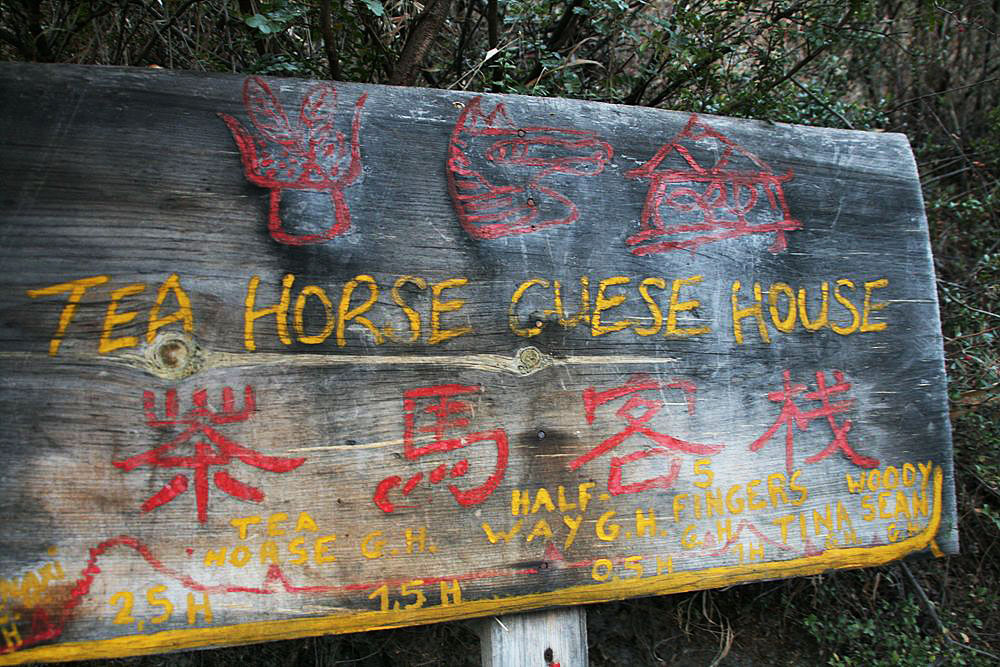 TEA HORSE GUESE HOUSE
茶馬客栈
TEA
HORSE G.H.
HALF-
WAY G.H.
5
FINGERS
G.H.
TINA
WOODY
SEAN
G.H.
2,5 H
1,5 H
0,5 H
1H